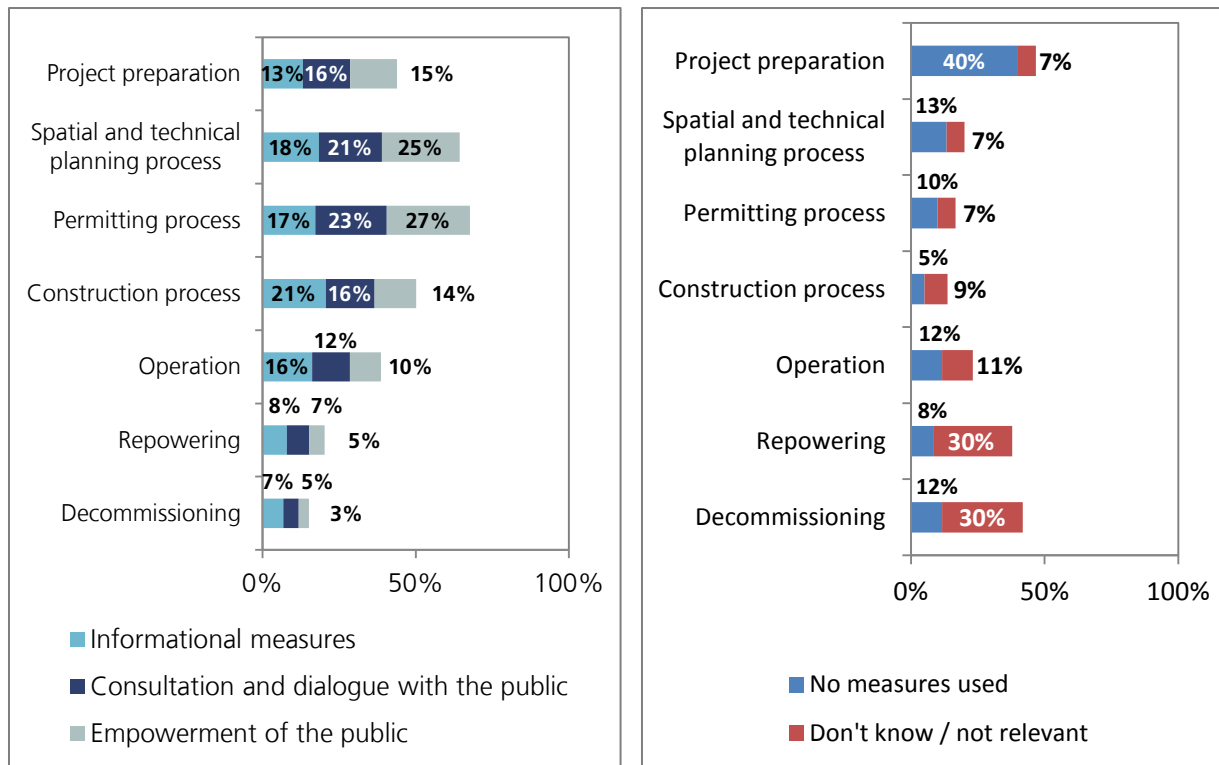 Project preparation
13% 16% 15%
Spatial and technical
planning process
18% 21% 25%
Permitting process
17% 23% 27%
Construction process
21% 16% 14%
12%
Operation
16% 10%
8% 7%
Repowering
5%
7% 5%
Decommissioning
3%
0% 50% 100%
Informational measures
Consultation and dialogue with the public
Empowerment of the public
Project preparation
40% 7%
13%
Spatial and technical
planning process
7%
10%
Permitting process
7%
5%
Construction process
9%
12%
Operation
11%
8%
Repowering
30%
12%
Decommissioning
30%
0% 50% 100%
No measures used
Don't know / not relevant